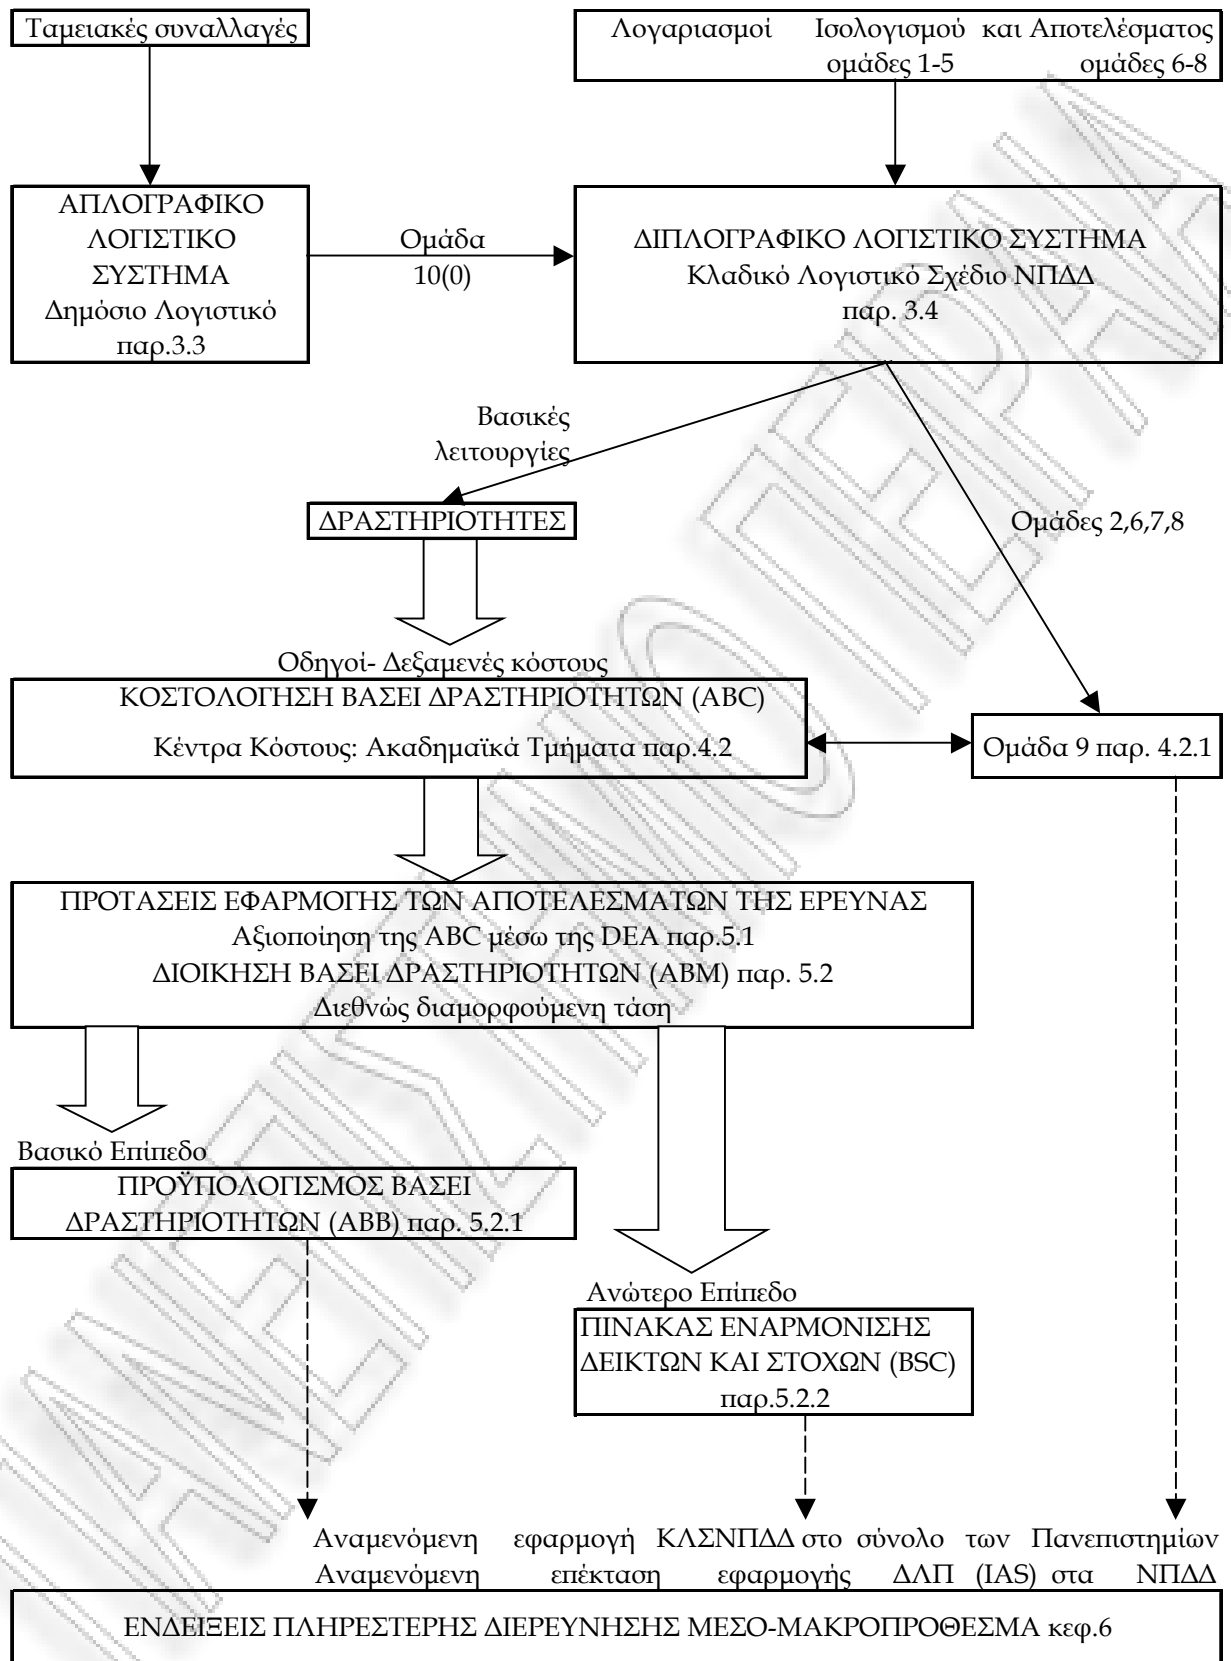 Ταμειακές συναλλαγές
Λογαριασμοί Ισολογισμού και Αποτελέσματος
ομάδες 1-5 ομάδες 6-8
ΑΠΛΟΓΡΑΦΙΚΟ
ΛΟΓΙΣΤΙΚΟ
ΣΥΣΤΗΜΑ
Δημόσιο Λογιστικό
παρ.3.3
Ομάδα
10(0)
ΔΙΠΛΟΓΡΑΦΙΚΟ ΛΟΓΙΣΤΙΚΟ ΣΥΣΤΗΜΑ
Κλαδικό Λογιστικό Σχέδιο ΝΠΔΔ
παρ. 3.4
Βασικές
λειτουργίες
ΔΡΑΣΤΗΡΙΟΤΗΤΕΣ
Ομάδες 2,6,7,8
Οδηγοί- Δεξαμενές κόστους
ΚΟΣΤΟΛΟΓΗΣΗ ΒΑΣΕΙ ΔΡΑΣΤΗΡΙΟΤΗΤΩΝ (ABC)
Κέντρα Κόστους: Ακαδημαϊκά Τμήματα παρ.4.2
Ομάδα 9 παρ. 4.2.1
ΠΡΟΤΑΣΕΙΣ ΕΦΑΡΜΟΓΗΣ ΤΩΝ ΑΠΟΤΕΛΕΣΜΑΤΩΝ ΤΗΣ ΕΡΕΥΝΑΣ
Αξιοποίηση της ABC μέσω της DEA παρ.5.1
ΔΙΟΙΚΗΣΗ ΒΑΣΕΙ ΔΡΑΣΤΗΡΙΟΤΗΤΩΝ (ABM) παρ. 5.2
Διεθνώς διαμορφούμενη τάση
Βασικό Επίπεδο
ΠΡΟΫΠΟΛΟΓΙΣΜΟΣ ΒΑΣΕΙ
ΔΡΑΣΤΗΡΙΟΤΗΤΩΝ (ABB) παρ. 5.2.1
Ανώτερο Επίπεδο
ΠΙΝΑΚΑΣ ΕΝΑΡΜΟΝΙΣΗΣ
ΔΕΙΚΤΩΝ ΚΑΙ ΣΤΟΧΩΝ (BSC)
παρ.5.2.2
Αναμενόμενη εφαρμογή ΚΛΣΝΠΔΔ στο σύνολο των Πανεπιστημίων
Αναμενόμενη επέκταση εφαρμογής ΔΛΠ (IAS) στα ΝΠΔΔ
ΕΝΔΕΙΞΕΙΣ ΠΛΗΡΕΣΤΕΡΗΣ ΔΙΕΡΕΥΝΗΣΗΣ ΜΕΣΟ-ΜΑΚΡΟΠΡΟΘΕΣΜΑ κεφ.6